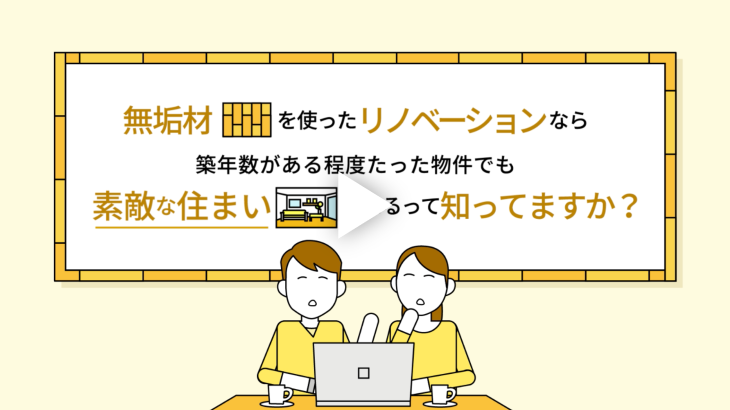 無垢材を使ったリノベーションなら
築年数がある程度たった物件でも
素敵な住まい るって知ってますか？